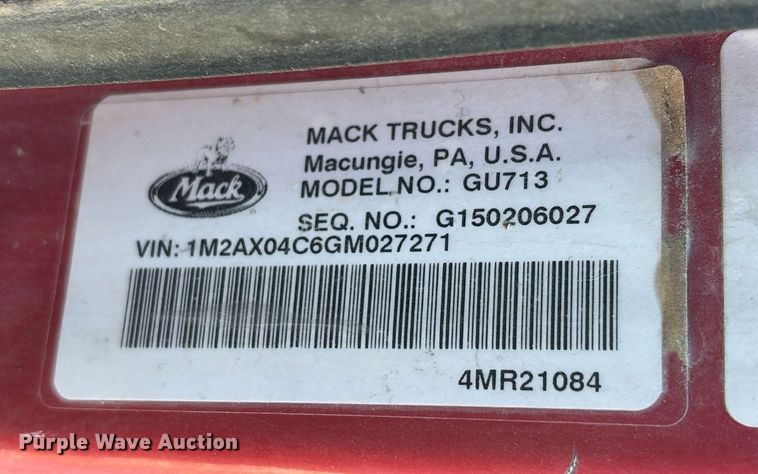 MACK TRUCKS, INC.
Macungie, PA, U.S.A.
Mack
MODEL NO.: GU713
SEQ. NO.: G150206027
VIN: 1M2AX04C6GM027271
4MR21084
Purple Wave Auction